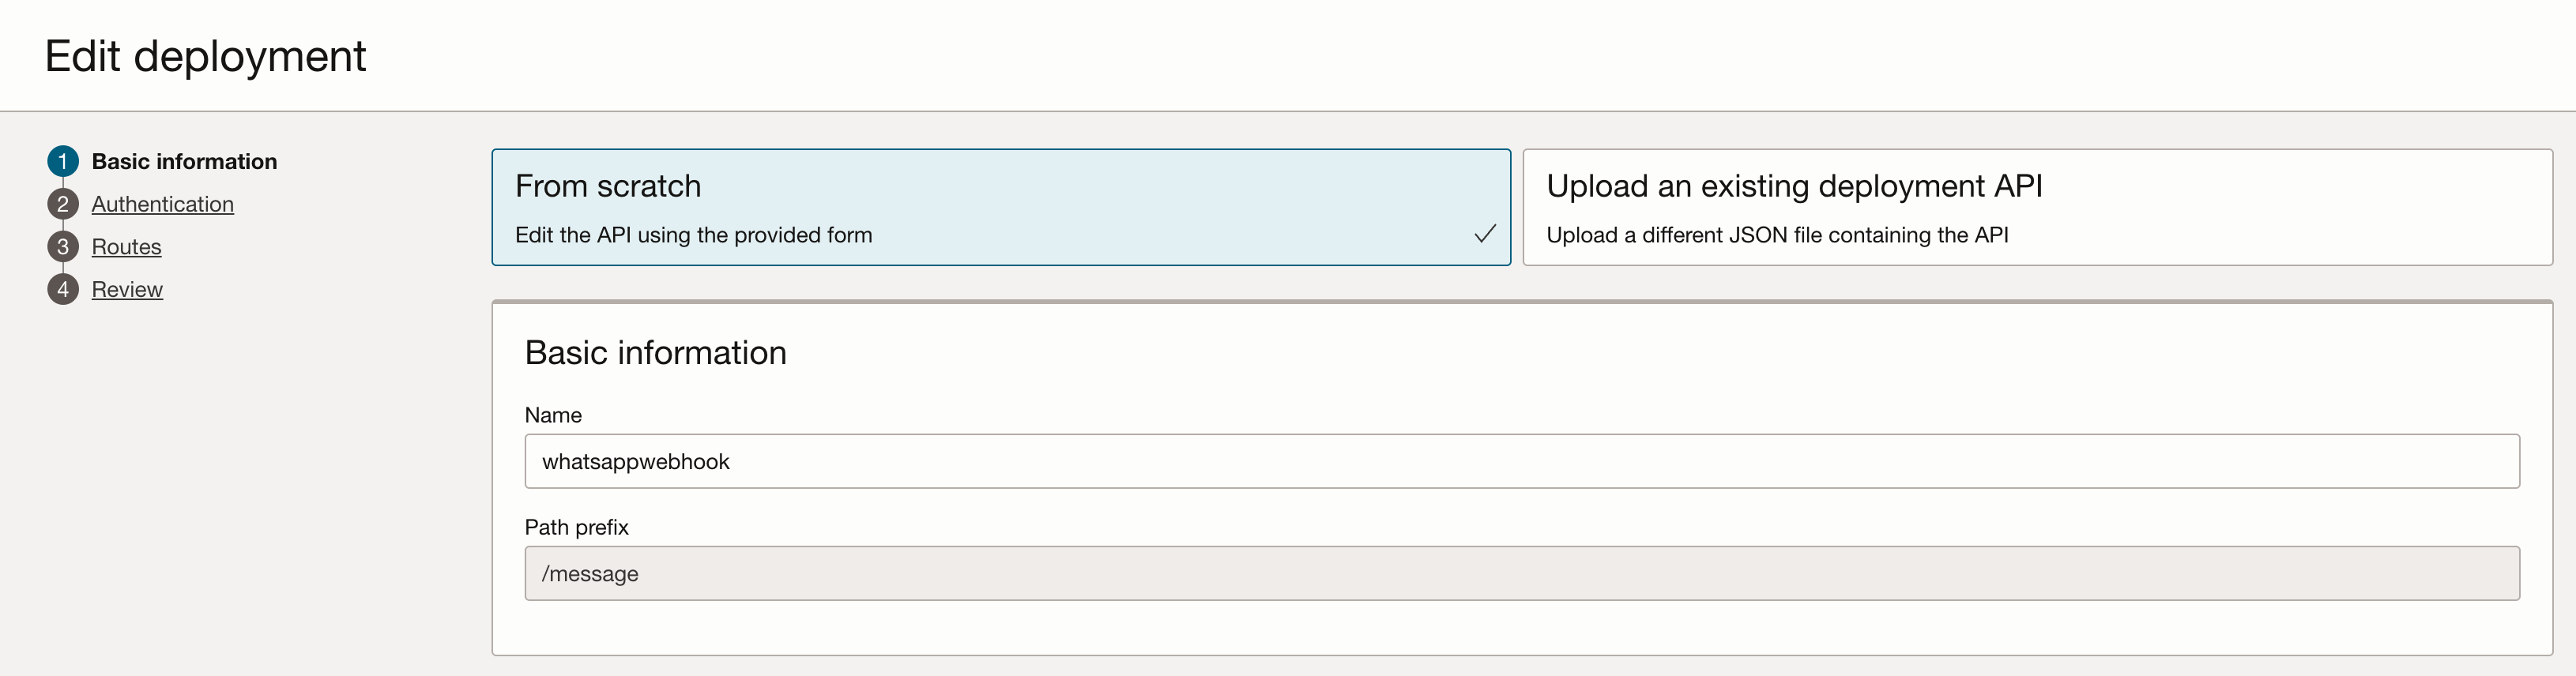 Edit deployment
1 Basic information
2 Authentication
3 Routes
4 Review
From scratch
Edit the API using the provided form
Upload an existing deployment API
Upload a different JSON file containing the API
Basic information
Name
whatsappwebhook
Path prefix
/message